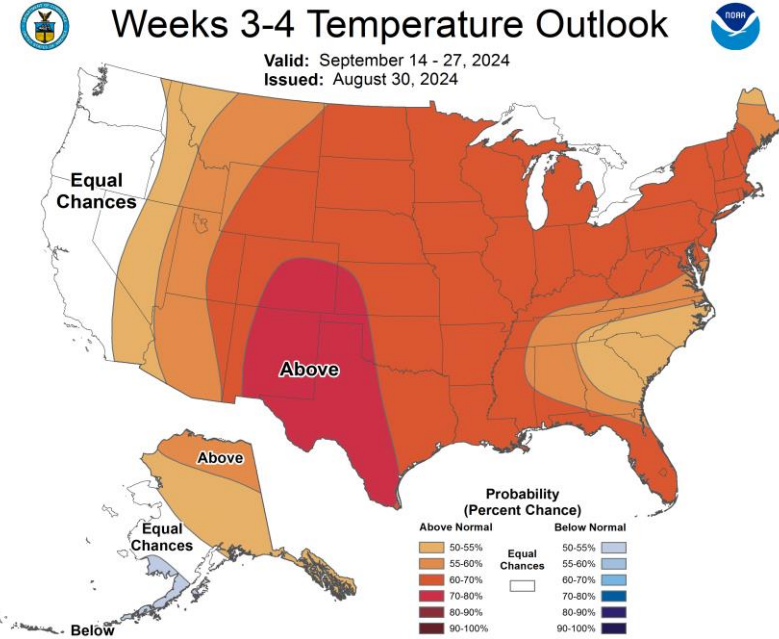 Weeks 3-4 Temperature Outlook
Valid: September 14 - 27, 2024
Issued: August 30, 2024
NOAA
Equal
Chances
Above
Above
Equal
Chances
Below
Probability
(Percent Chance)
Above Normal
50-55%
55-60%
60-70%
70-80%
80-90%
90-100%
Equal
Chances
Below Normal
50-55%
55-60%
60-70%
70-80%
80-90%
90-100%